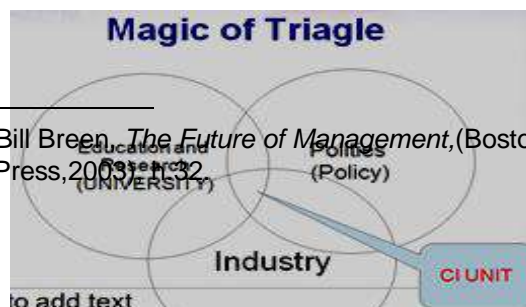 Magic of Triagle
Bill Breen, The Future of Management,(Bosto
Press,2003), h.32.
Education and
Research
(UNIVERSITY)
Politics
(Policy)
Industry
CI UNIT
to add text